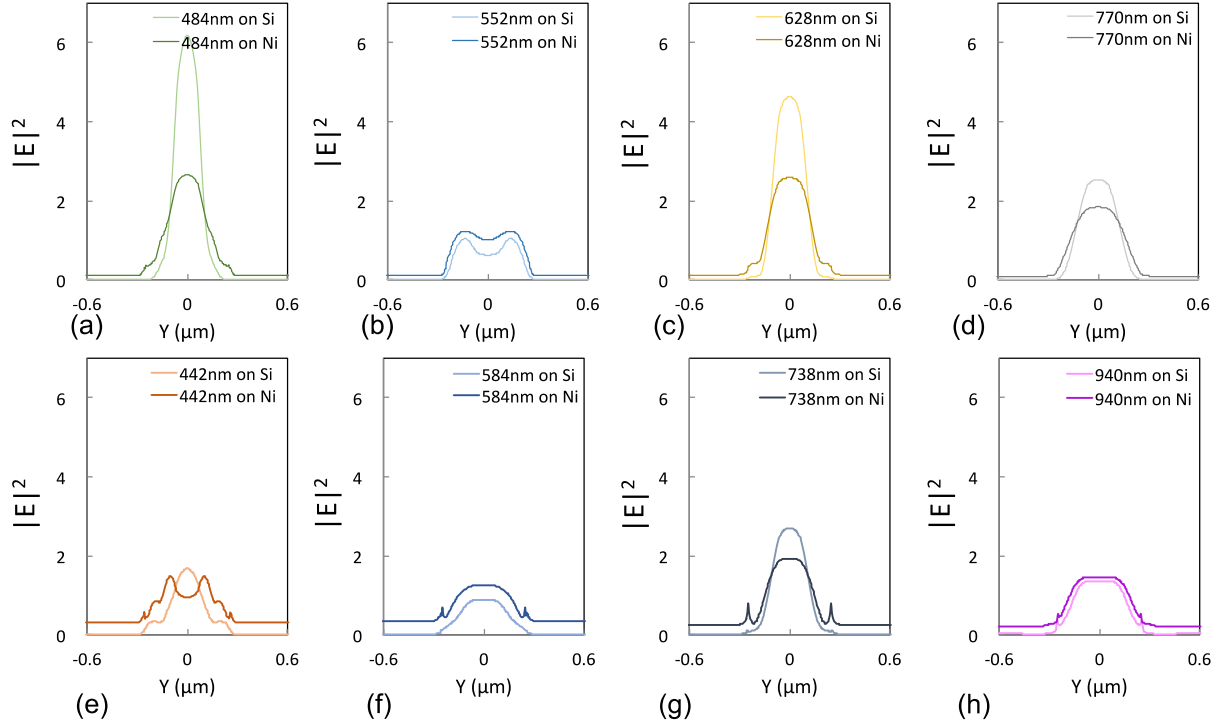 484nm on Si
484nm on Ni
6
4
2
0
|E|²
-0.6
0
0.6
Y (μm)
(a)
552nm on Si
552nm on Ni
6
4
2
0
|E|²
-0.6
0
0.6
Y (μm)
(b)
628nm on Si
628nm on Ni
6
4
2
0
|E|²
-0.6
0
0.6
Y (μm)
(c)
770nm on Si
770nm on Ni
6
4
2
0
|E|²
-0.6
0
0.6
Y (μm)
(d)
442nm on Si
442nm on Ni
6
4
2
0
|E|²
-0.6
0
0.6
Y (μm)
(e)
584nm on Si
584nm on Ni
6
4
2
0
|E|²
-0.6
0
0.6
Y (μm)
(f)
738nm on Si
738nm on Ni
6
4
2
0
|E|²
-0.6
0
0.6
Y (μm)
(g)
940nm on Si
940nm on Ni
6
4
2
0
|E|²
-0.6
0
0.6
Y (μm)
(h)